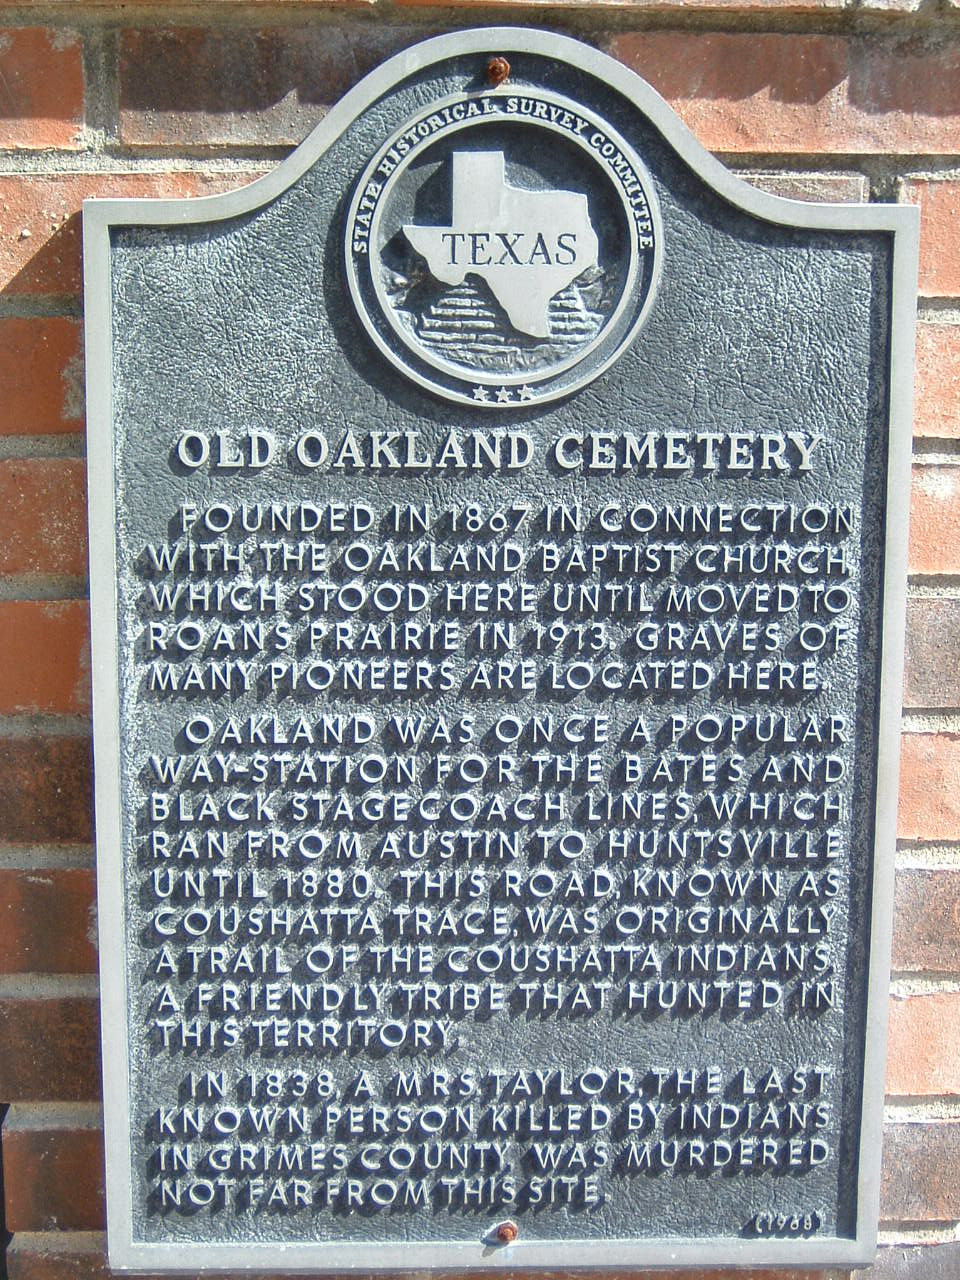 STATE HISTORICAL SURVEY COMMITTEE
TEXAS
OLD OAKLAND CEMETERY
FOUNDED IN 1867 IN CONNECTION
WITH THE OAKLAND BAPTIST CHURCH
WHICH STOOD HERE UNTIL MOVED TO
ROANS PRAIRIE IN 1913. GRAVES OF
MANY PIONEERS ARE LOCATED HERE.
OAKLAND WAS ONCE A POPULAR
WAY-STATION FOR THE BATES AND
BLACK STAGECOACH LINES, WHICH
RAN FROM AUSTIN TO HUNTSVILLE
UNTIL 1880. THIS ROAD, KNOWN AS
COUSHATTA TRACE, WAS ORIGINALLY
A TRAIL OF THE COUSHATTA INDIANS,
A FRIENDLY TRIBE THAT HUNTED IN
THIS TERRITORY.
IN 1838, A MRS. TAYLOR, THE LAST
KNOWN PERSON KILLED BY INDIANS
IN GRIMES COUNTY, WAS MURDERED
NOT FAR FROM THIS SITE.
(1968)